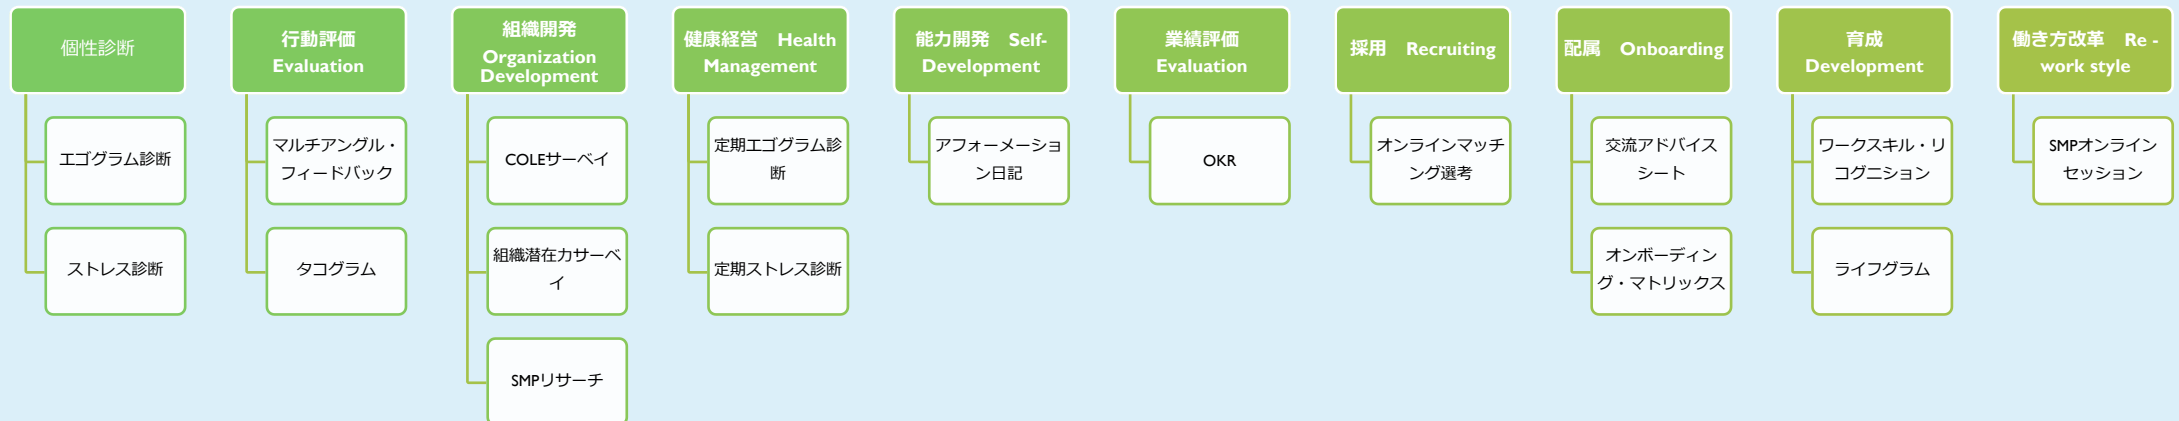 個性診断
エゴグラム診断
ストレス診断
行動評価
Evaluation
マルチアングル・
フィードバック
タコグラム
組織開発
Organization
Development
COLEサーベイ
組織潜在力サーベ
イ
SMPリサーチ
健康経営　Health
Management
定期エゴグラム診
断
定期ストレス診断
能力開発　Self-
Development
アフォーメーショ
ン日記
業績評価
Evaluation
OKR
採用　Recruiting
オンラインマッチ
ング選考
配属　Onboarding
交流アドバイス
シート
オンボーディン
グ・マトリックス
育成
Development
ワークスキル・リ
コグニション
ライフグラム
働き方改革　Re -
work style
SMPオンライン
セッション